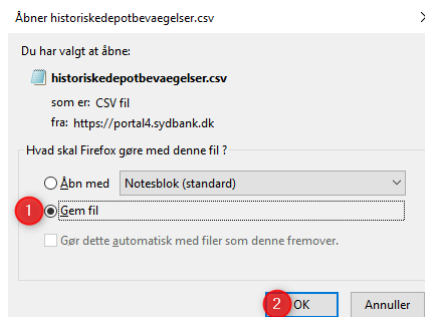 Åbner historiskedepotbevaegelser.csv
Du har valgt at åbne:
historiskedepotbevaegelser.csv
som er: CSV fil
fra: https://portal4.sydbank.dk
Hvad skal Firefox gøre med denne fil ?
Åbn med Notesblok (standard)
1 Gem fil
Gør dette automatisk med filer som denne fremover.
2 OK Annuller